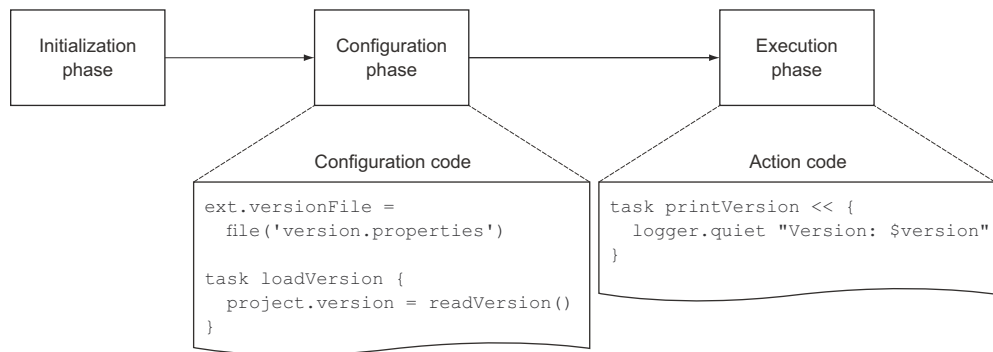 Initialization
phase
Configuration
phase
Execution
phase
Configuration code
ext.versionFile =
  file('version.properties')
task loadVersion {
  project.version = readVersion()
}
Action code
task printVersion << {
  logger.quiet "Version: $version"
}